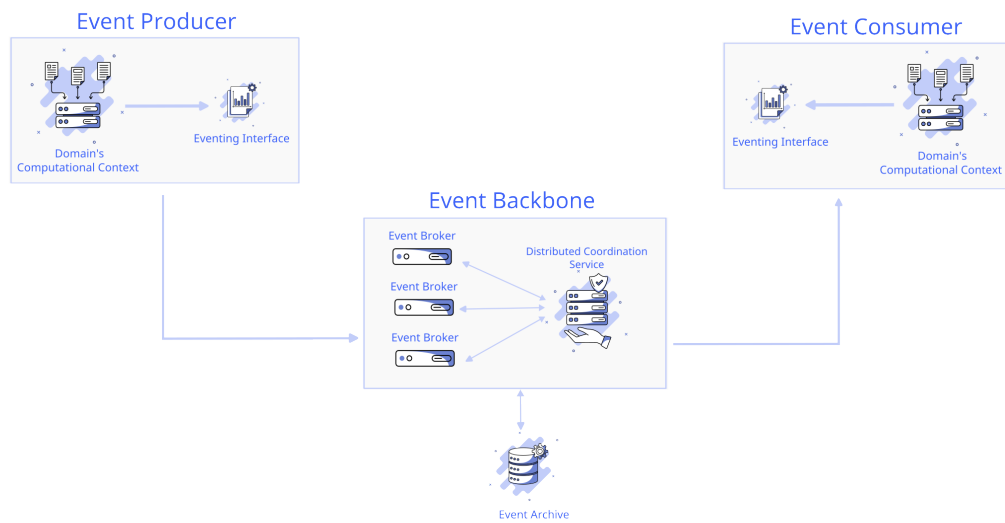 Event Producer
Eventing Interface
Domain's
Computational Context
Event Consumer
Eventing Interface
Domain's
Computational Context
Event Backbone
Event Broker
Event Broker
Event Broker
Distributed Coordination
Service
Event Archive